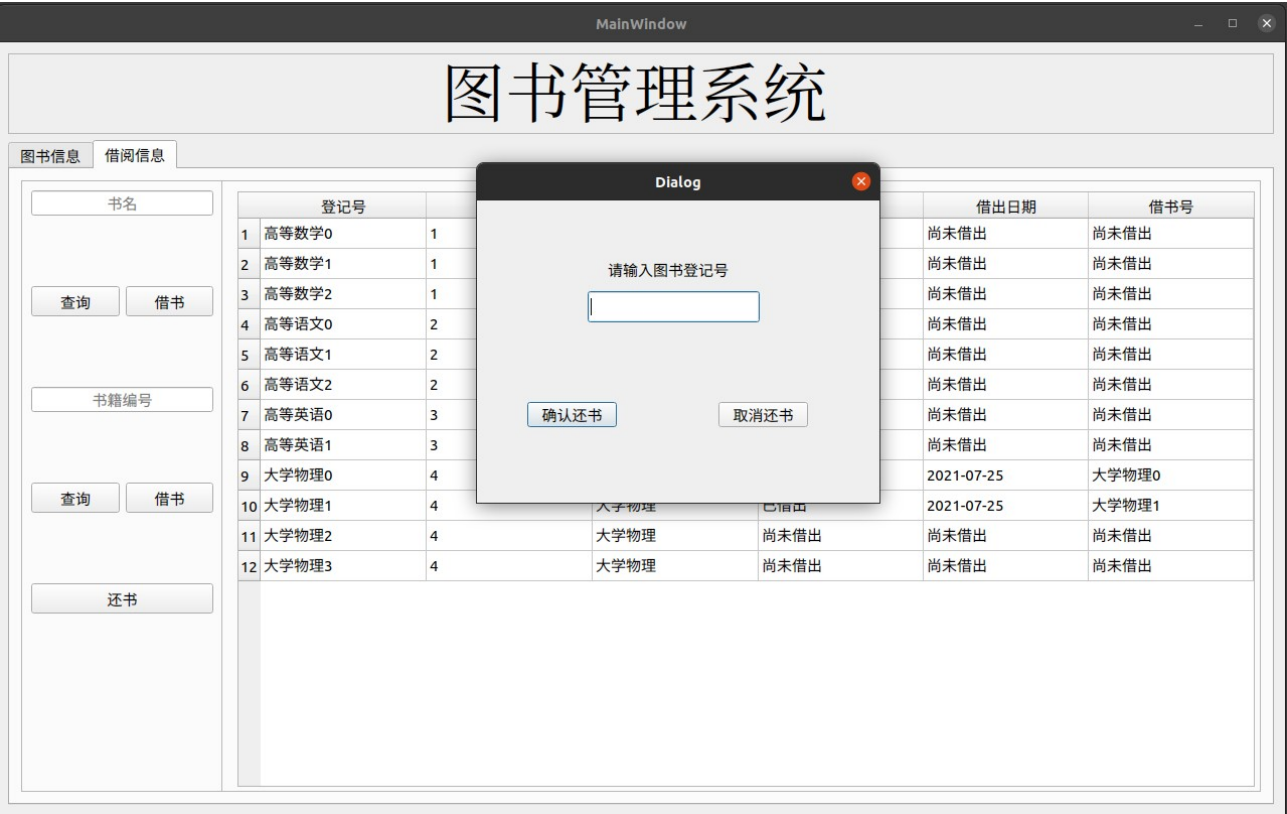 MainWindow
图书管理系统
图书信息 借阅信息
Dialog
请输入图书登记号
确认还书 取消还书
书名
查询 借书
书籍编号
查询 借书
还书
登记号 借出日期 借书号
1 高等数学0 1 尚未借出 尚未借出
2 高等数学1 1 尚未借出 尚未借出
3 高等数学2 1 尚未借出 尚未借出
4 高等语文0 2 尚未借出 尚未借出
5 高等语文1 2 尚未借出 尚未借出
6 高等语文2 2 尚未借出 尚未借出
7 高等英语0 3 尚未借出 尚未借出
8 高等英语1 3 尚未借出 尚未借出
9 大学物理0 4 2021-07-25 大学物理0
10 大学物理1 4 大学物理 已借出 2021-07-25 大学物理1
11 大学物理2 4 大学物理 尚未借出 尚未借出 尚未借出
12 大学物理3 4 大学物理 尚未借出 尚未借出 尚未借出